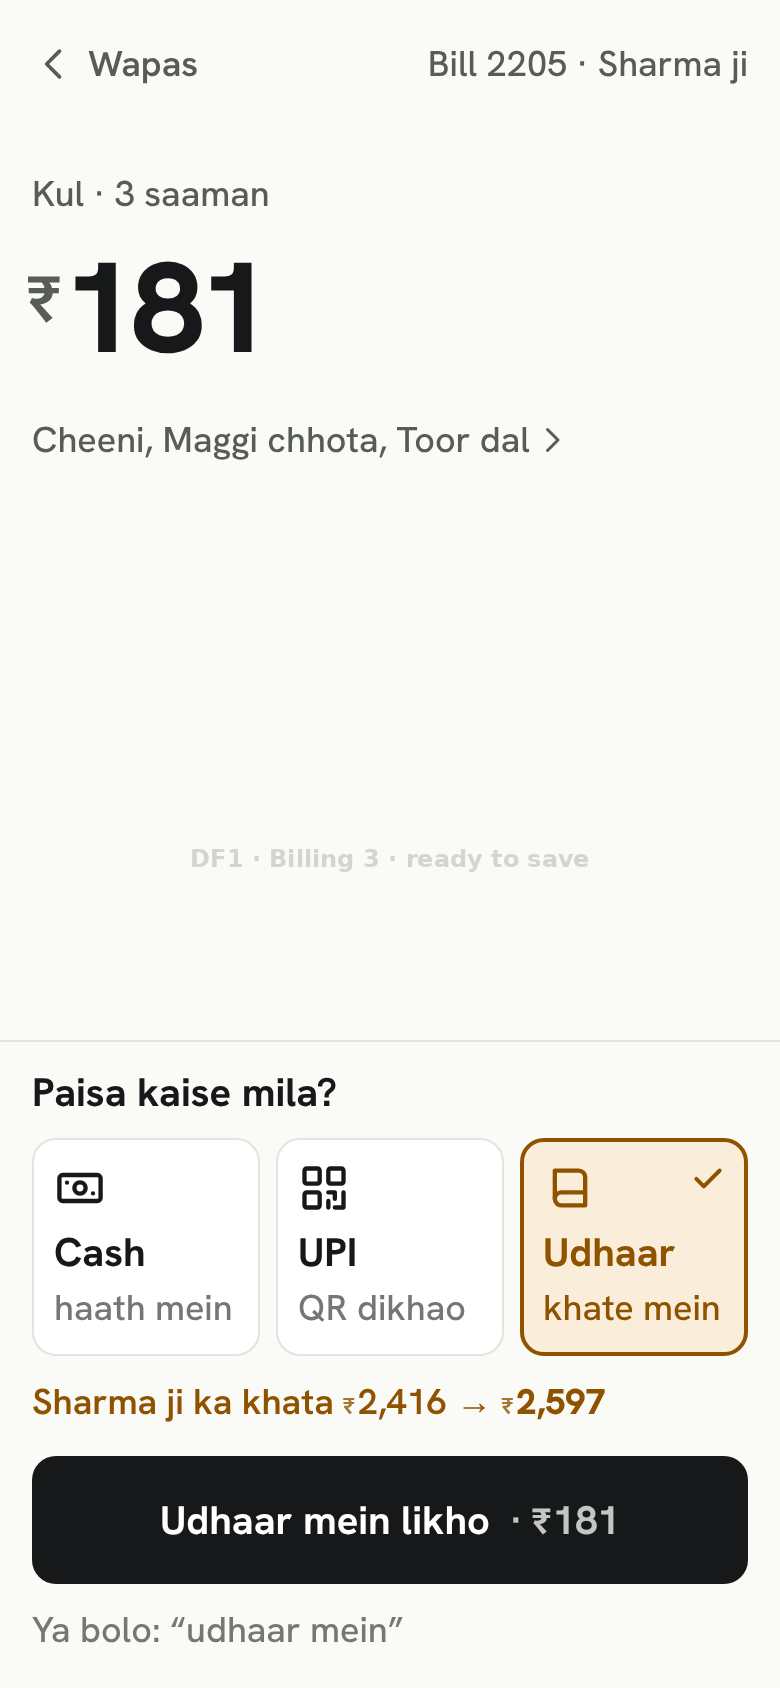 Wapas
Bill 2205 · Sharma ji
Kul · 3 saaman
₹181
Cheeni, Maggi chhota, Toor dal
DF1 · Billing 3 · ready to save
Paisa kaise mila?
Cash
haath mein
UPI
QR dikhao
Udhaar
khate mein
Sharma ji ka khata ₹2,416 → ₹2,597
Udhaar mein likho · ₹181
Ya bolo: “udhaar mein”